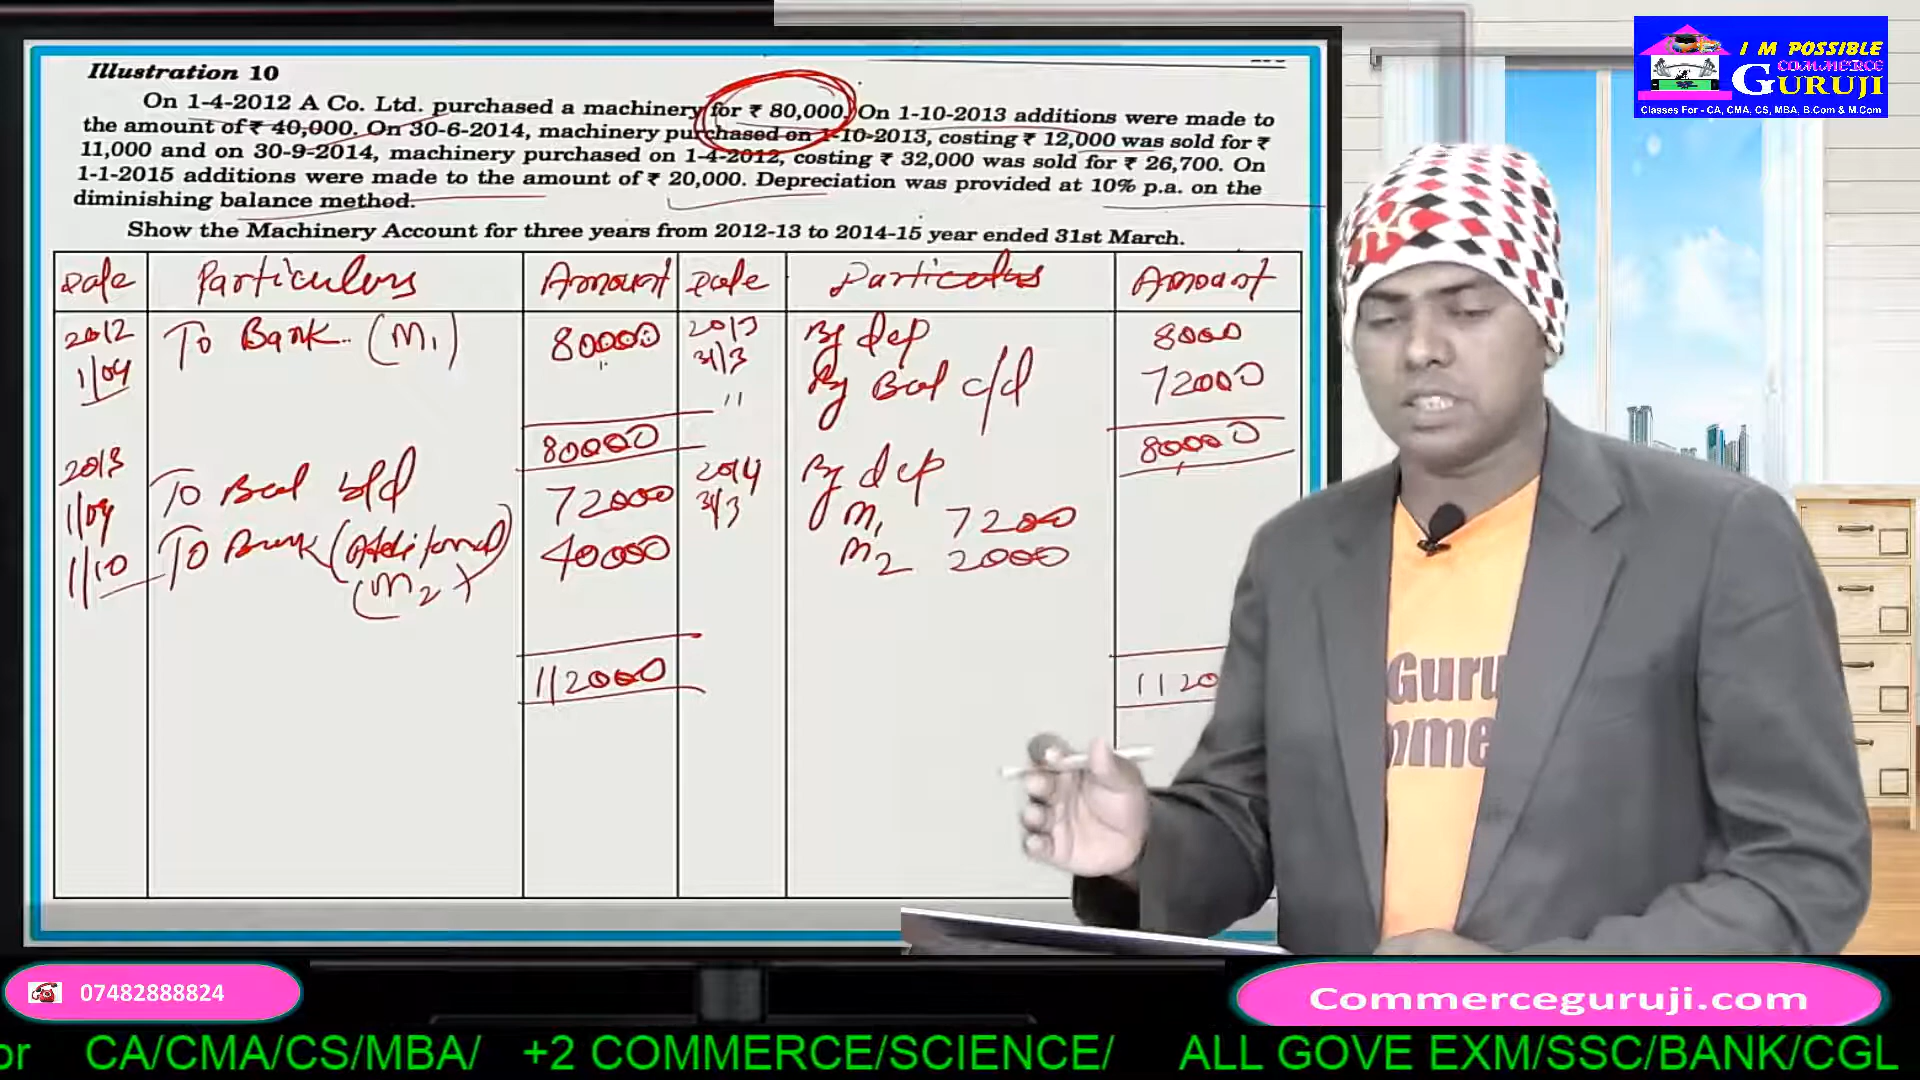 I M POSSIBLE
COMMERCE
GURUJI
Classes For - CA, CMA, CS, MBA, B.Com & M.Com
Illustration 10
On 1-4-2012 A Co. Ltd. purchased a machinery for ₹ 80,000. On 1-10-2013 additions were made to
the amount of ₹ 40,000. On 30-6-2014, machinery purchased on 1-10-2013, costing ₹ 12,000 was sold for ₹
11,000 and on 30-9-2014, machinery purchased on 1-4-2012, costing ₹ 32,000 was sold for ₹ 26,700. On
1-1-2015 additions were made to the amount of ₹ 20,000. Depreciation was provided at 10% p.a. on the
diminishing balance method.
Show the Machinery Account for three years from 2012-13 to 2014-15 year ended 31st March.
Date Particulars Amount Date Particulars Amount
2012 To Bank (M1) 80000 2013 By dep 8000
1/04 31/3 By Bal c/d 72000
"
80000 80000
2013 To Bal b/d 72000 2014 By dep
1/04 31/3 M1 7200
1/10 To Bank (Additional) 40000 M2 2000
(M2)
112000 1120
Guru
mme
07482888824
Commerceguruji.com
or CA/CMA/CS/MBA/ +2 COMMERCE/SCIENCE/ ALL GOVE EXM/SSC/BANK/CGL